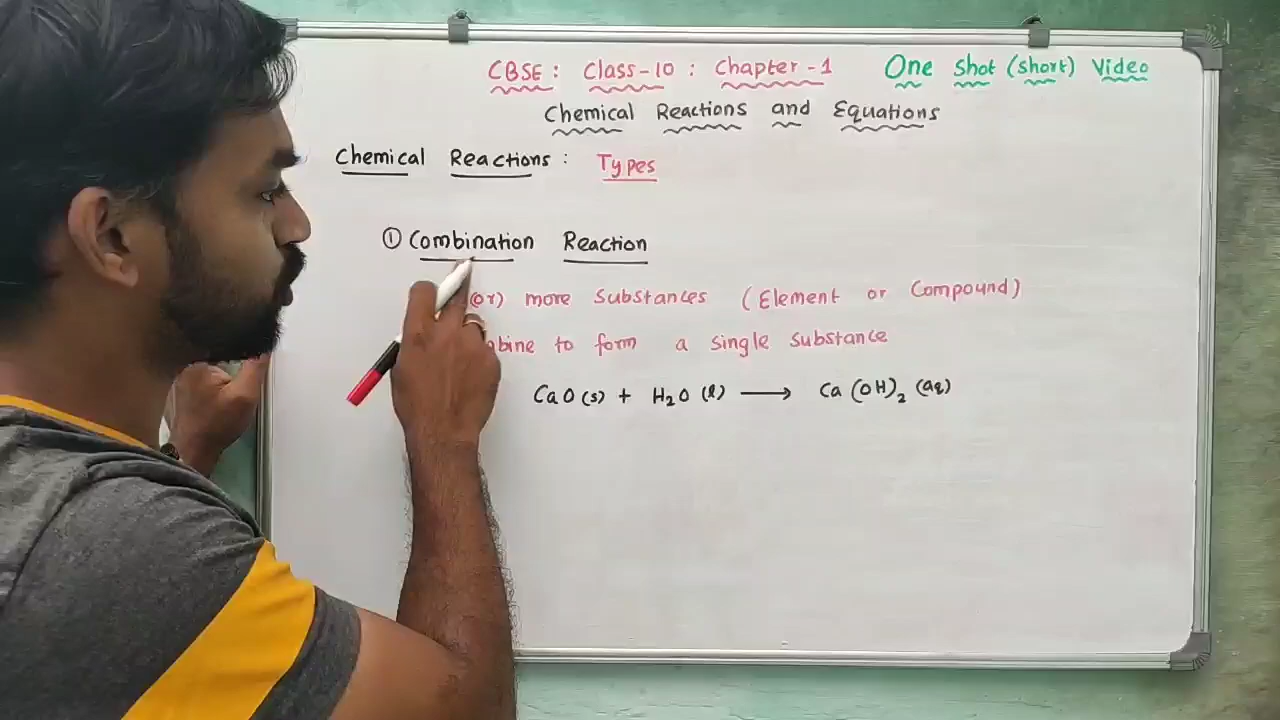 CBSE : Class-10 : Chapter-1 One Shot (short) Video
Chemical Reactions and Equations
Chemical Reactions : Types
① Combination Reaction
(or) more Substances (Element or Compound)
to form a single substance
CaO(s) + H₂O (l) ⟶ Ca(OH)₂ (aq)